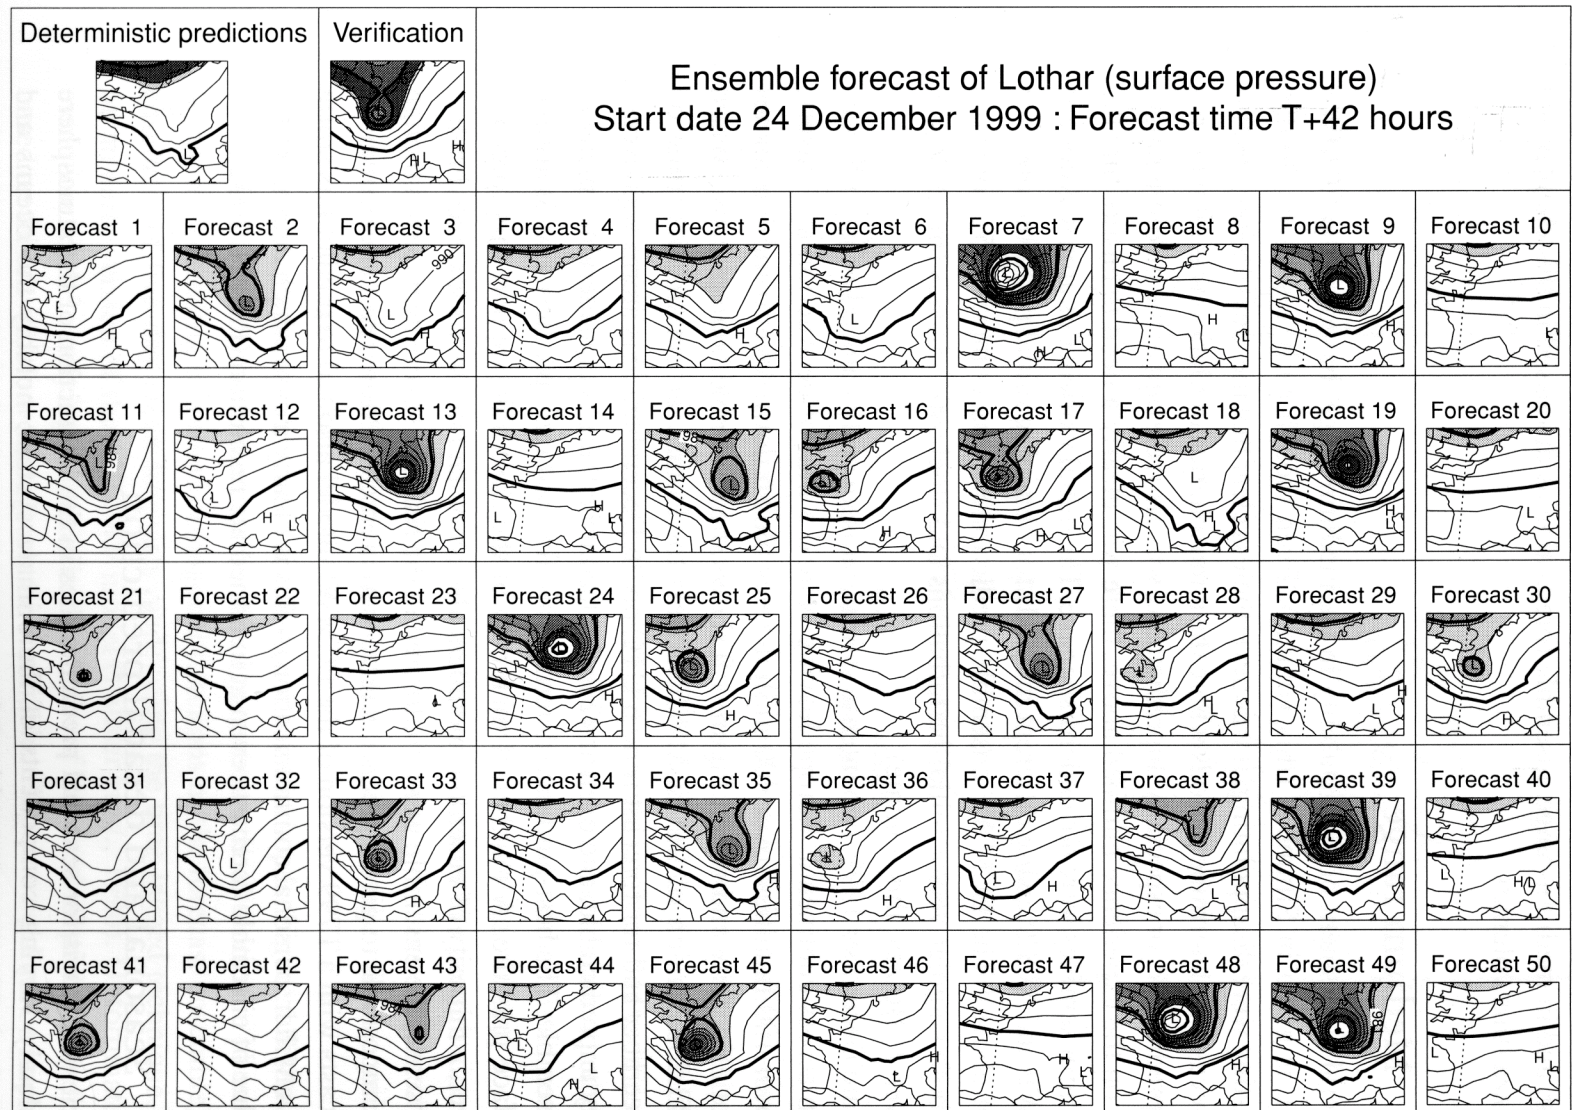 Deterministic predictions
Verification
Ensemble forecast of Lothar (surface pressure)
Start date 24 December 1999 : Forecast time T+42 hours
Forecast 1
Forecast 2
Forecast 3
Forecast 4
Forecast 5
Forecast 6
Forecast 7
Forecast 8
Forecast 9
Forecast 10
Forecast 11
Forecast 12
Forecast 13
Forecast 14
Forecast 15
Forecast 16
Forecast 17
Forecast 18
Forecast 19
Forecast 20
Forecast 21
Forecast 22
Forecast 23
Forecast 24
Forecast 25
Forecast 26
Forecast 27
Forecast 28
Forecast 29
Forecast 30
Forecast 31
Forecast 32
Forecast 33
Forecast 34
Forecast 35
Forecast 36
Forecast 37
Forecast 38
Forecast 39
Forecast 40
Forecast 41
Forecast 42
Forecast 43
Forecast 44
Forecast 45
Forecast 46
Forecast 47
Forecast 48
Forecast 49
Forecast 50